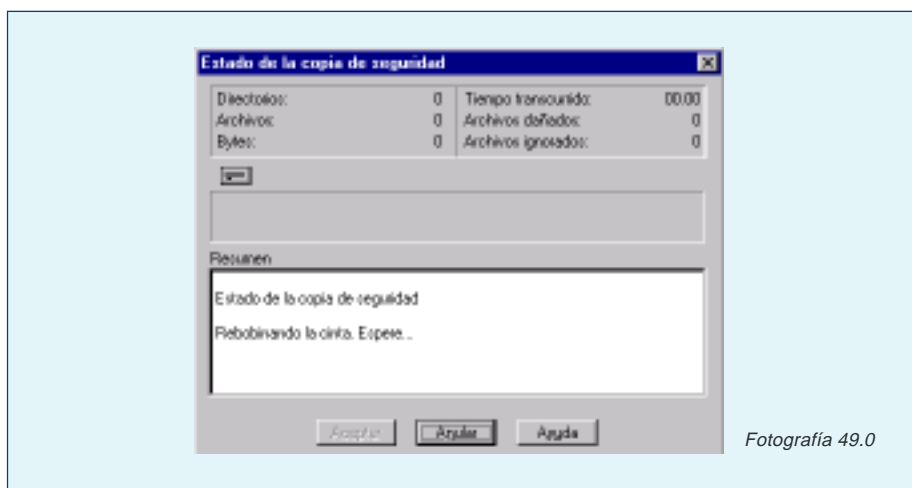 Estado de la copia de seguridad
Directorios: 0 Tiempo transcurrido: 00:00
Archivos: 0 Archivos dañados: 0
Bytes: 0 Archivos ignorados: 0
Resumen
Estado de la copia de seguridad
Rebobinando la cinta. Espere...
Aceptar Anular Ayuda
Fotografía 49.0